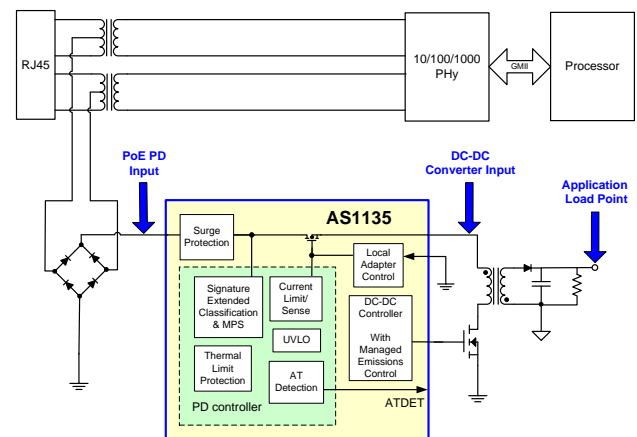 RJ45
10/100/1000
PHy
GMII
Processor
PoE PD
Input
DC-DC
Converter Input
Application
Load Point
AS1135
Surge
Protection
Local
Adapter
Control
Signature
Extended
Classification
& MPS
Current
Limit/
Sense
UVLO
Thermal
Limit
Protection
AT
Detection
PD controller
DC-DC
Controller
With
Managed
Emissions
Control
ATDET